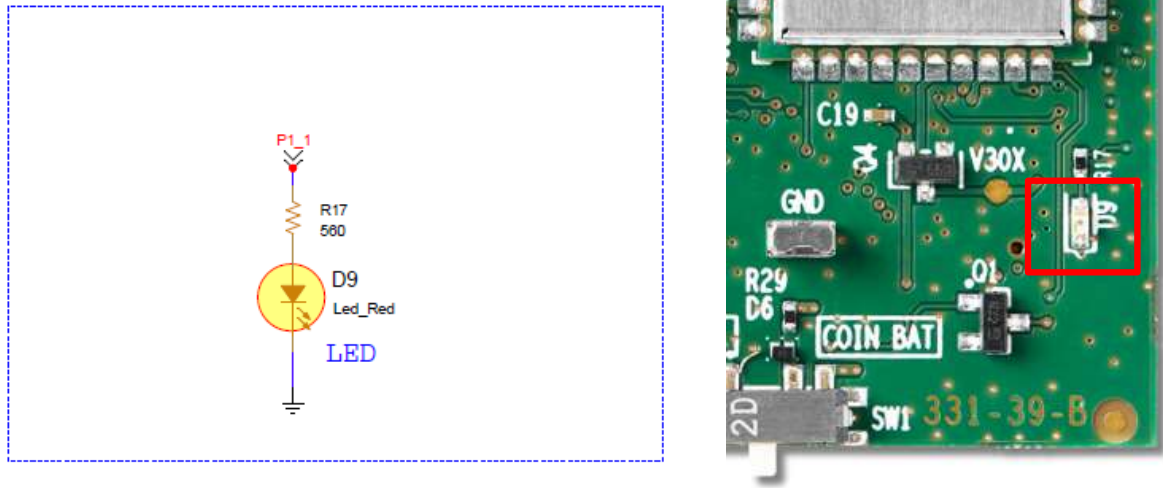 P1_1
R17
560
D9
Led_Red
LED
C19
Q4
V30X
R17
D9
GND
Q1
R29
D6
COIN BAT
2D
SW1
331-39-B